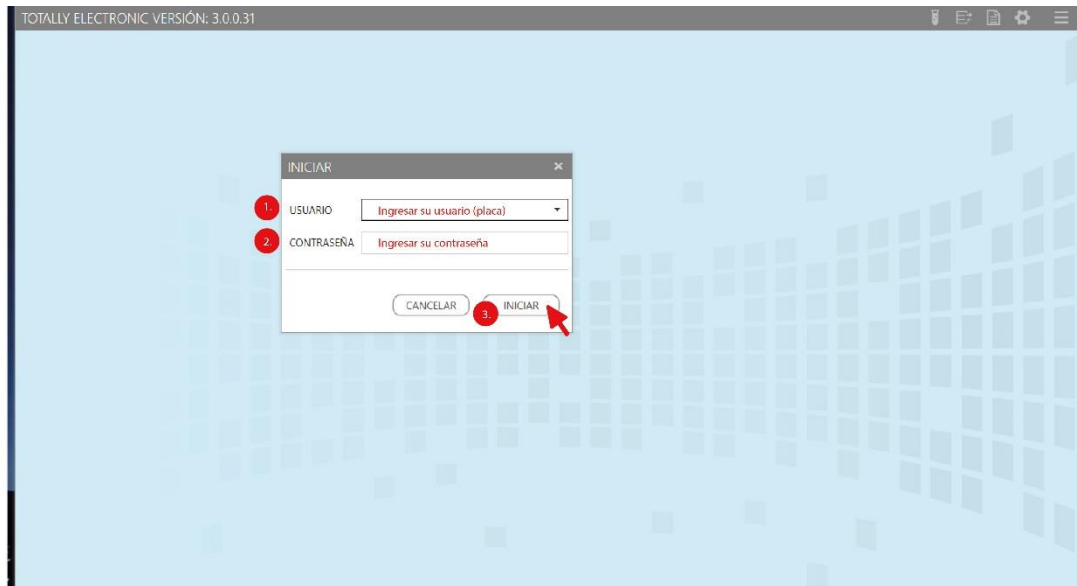 TOTALLY ELECTRONIC VERSIÓN: 3.0.0.31
INICIAR
1. USUARIO Ingresar su usuario (placa)
2. CONTRASEÑA Ingresar su contraseña
CANCELAR 3. INICIAR